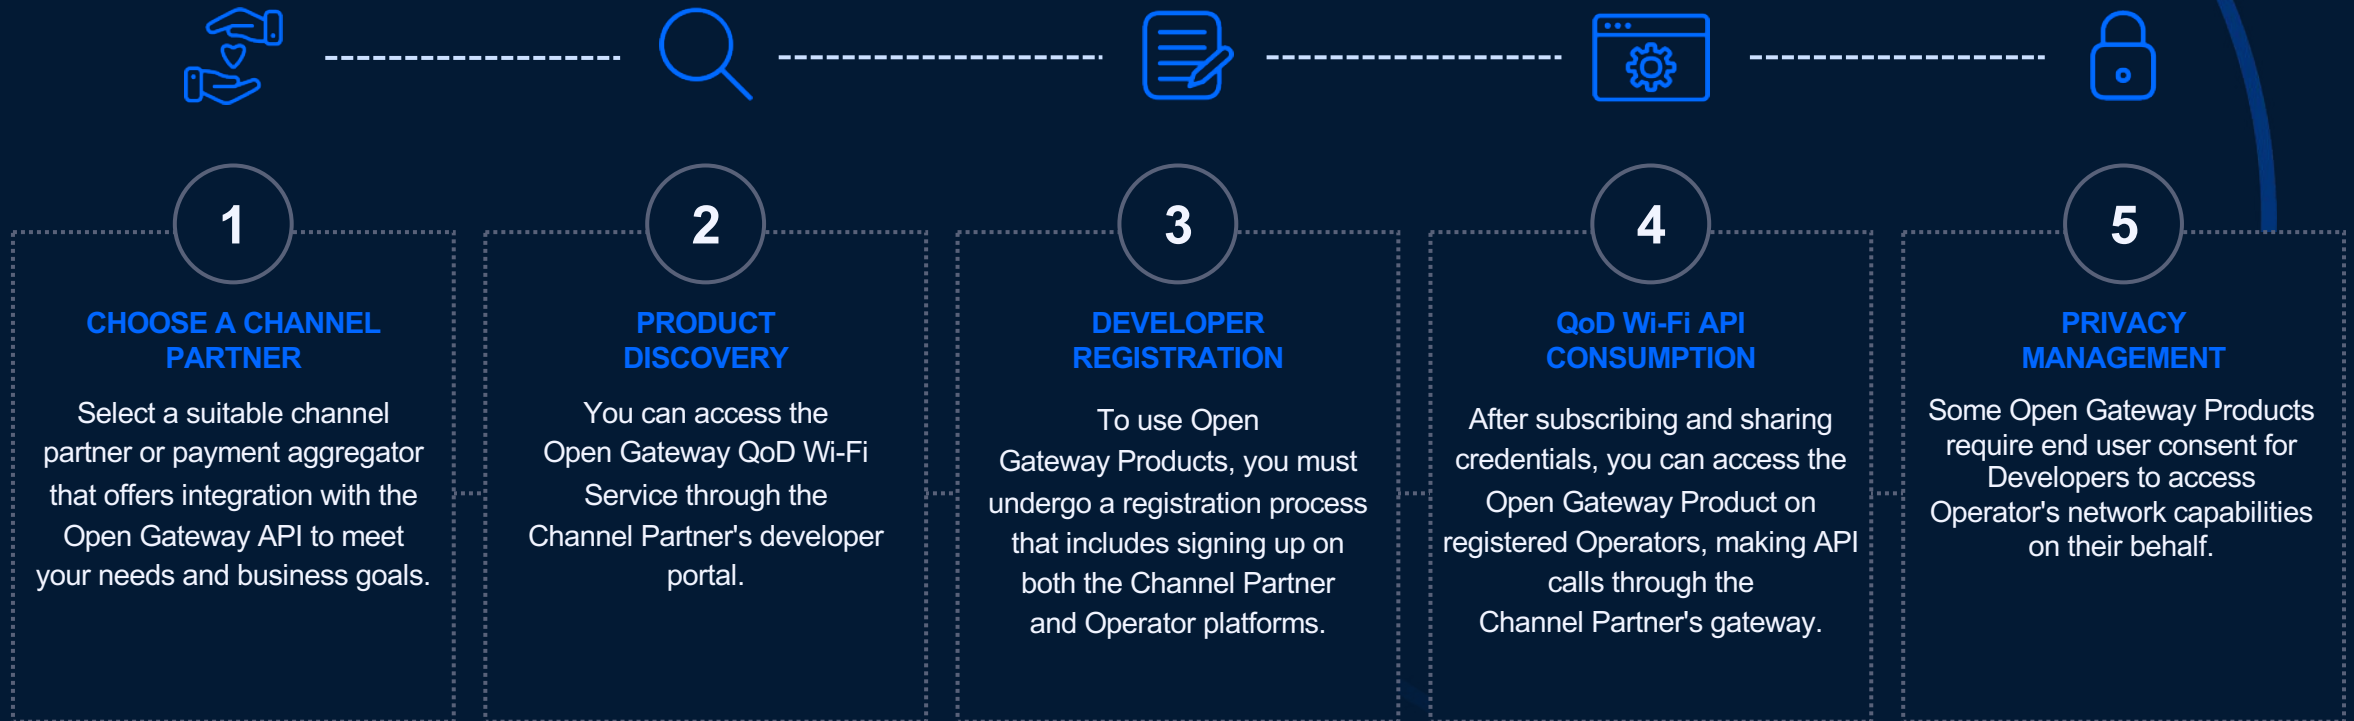 1
CHOOSE A CHANNEL
PARTNER
Select a suitable channel
partner or payment aggregator
that offers integration with the
Open Gateway API to meet
your needs and business goals.
2
PRODUCT
DISCOVERY
You can access the
Open Gateway QoD Wi-Fi
Service through the
Channel Partner's developer
portal.
3
DEVELOPER
REGISTRATION
To use Open
Gateway Products, you must
undergo a registration process
that includes signing up on
both the Channel Partner
and Operator platforms.
4
QoD Wi-Fi API
CONSUMPTION
After subscribing and sharing
credentials, you can access the
Open Gateway Product on
registered Operators, making API
calls through the
Channel Partner's gateway.
5
PRIVACY
MANAGEMENT
Some Open Gateway Products
require end user consent for
Developers to access
Operator's network capabilities
on their behalf.